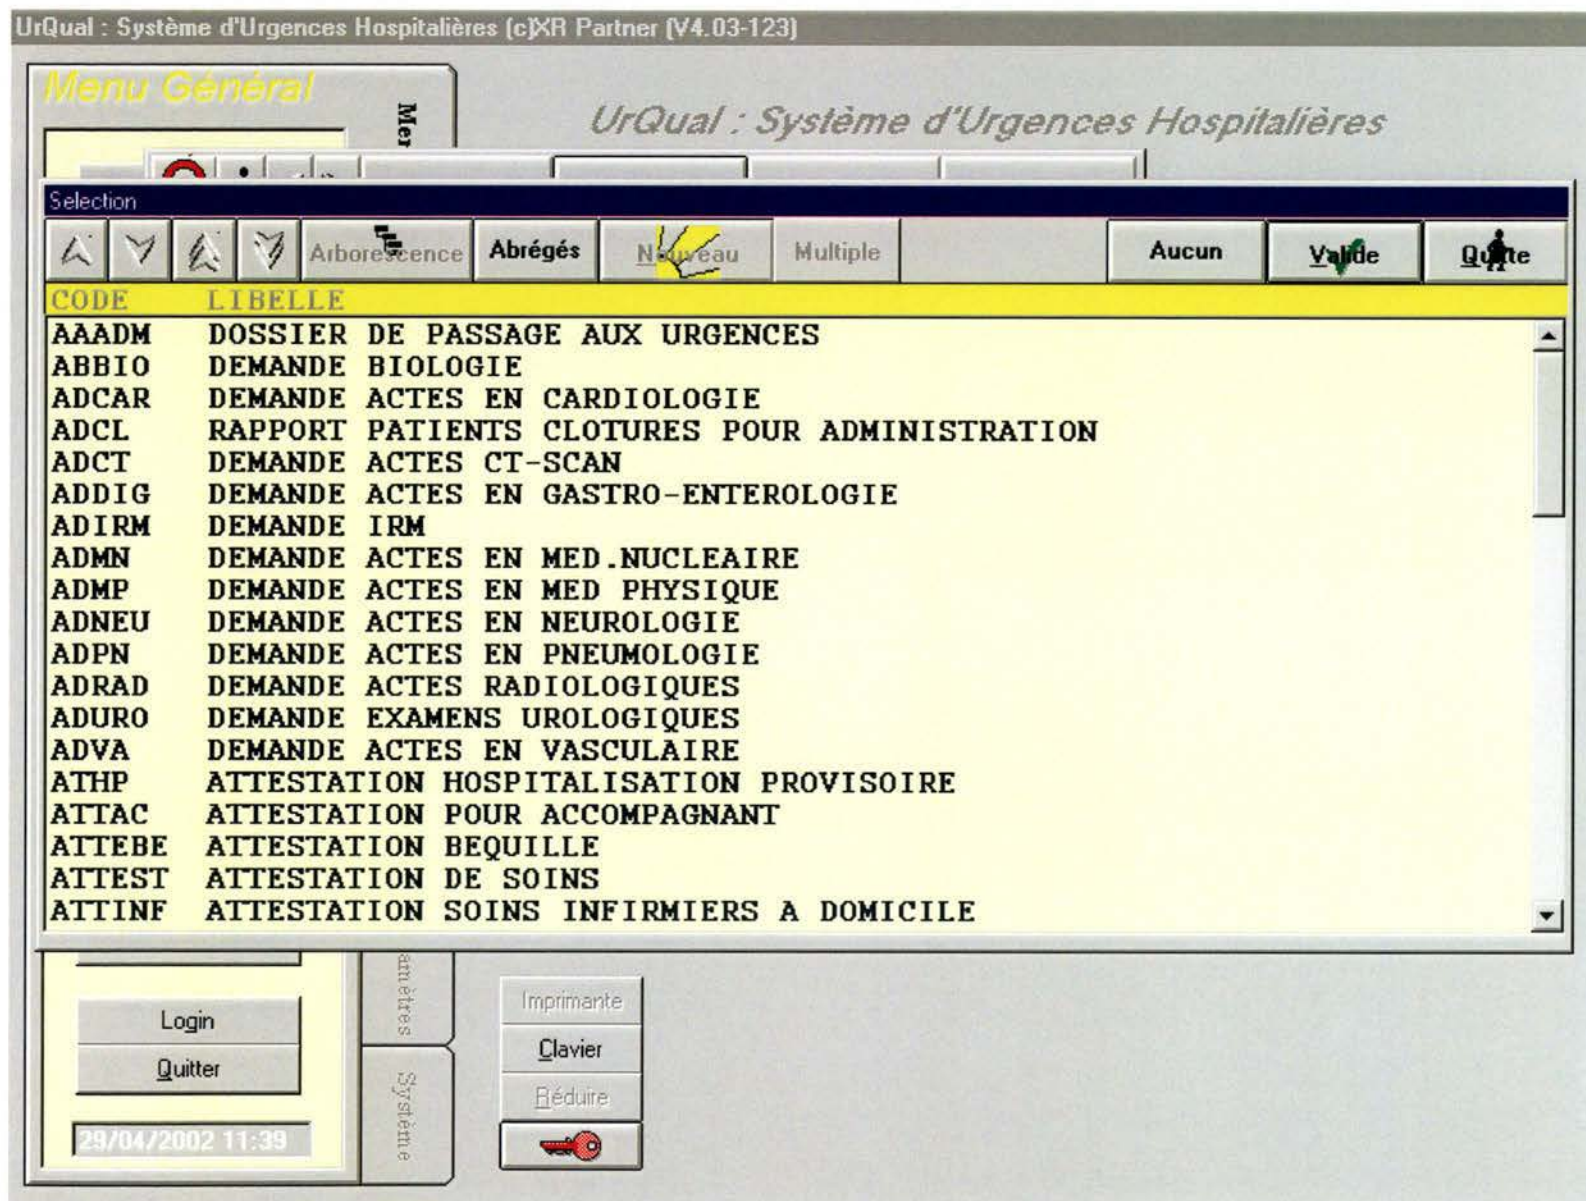 UrQual : Système d'Urgences Hospitalières (c)XR Partner (V4.03-123)
Menu Général
Mer
UrQual : Système d'Urgences Hospitalières
Selection
Arborescence Abrégés Nouveau Multiple Aucun Valide Quitte
CODE LIBELLE
AAADM DOSSIER DE PASSAGE AUX URGENCES
ABBIO DEMANDE BIOLOGIE
ADCAR DEMANDE ACTES EN CARDIOLOGIE
ADCL RAPPORT PATIENTS CLOTURES POUR ADMINISTRATION
ADCT DEMANDE ACTES CT-SCAN
ADDIG DEMANDE ACTES EN GASTRO-ENTEROLOGIE
ADIRM DEMANDE IRM
ADMN DEMANDE ACTES EN MED.NUCLEAIRE
ADMP DEMANDE ACTES EN MED PHYSIQUE
ADNEU DEMANDE ACTES EN NEUROLOGIE
ADPN DEMANDE ACTES EN PNEUMOLOGIE
ADRAD DEMANDE ACTES RADIOLOGIQUES
ADURO DEMANDE EXAMENS UROLOGIQUES
ADVA DEMANDE ACTES EN VASCULAIRE
ATHP ATTESTATION HOSPITALISATION PROVISOIRE
ATTAC ATTESTATION POUR ACCOMPAGNANT
ATTEBE ATTESTATION BEQUILLE
ATTEST ATTESTATION DE SOINS
ATTINF ATTESTATION SOINS INFIRMIERS A DOMICILE
amètres
Système
Login
Quitter
29/04/2002 11:39
Imprimante
Clavier
Réduire